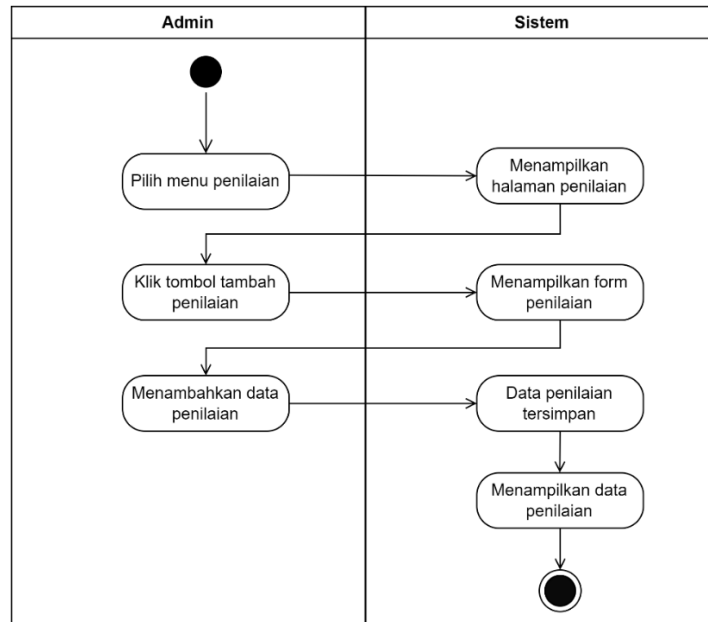 Admin
Sistem
Pilih menu penilaian
Menampilkan
halaman penilaian
Klik tombol tambah
penilaian
Menampilkan form
penilaian
Menambahkan data
penilaian
Data penilaian
tersimpan
Menampilkan data
penilaian